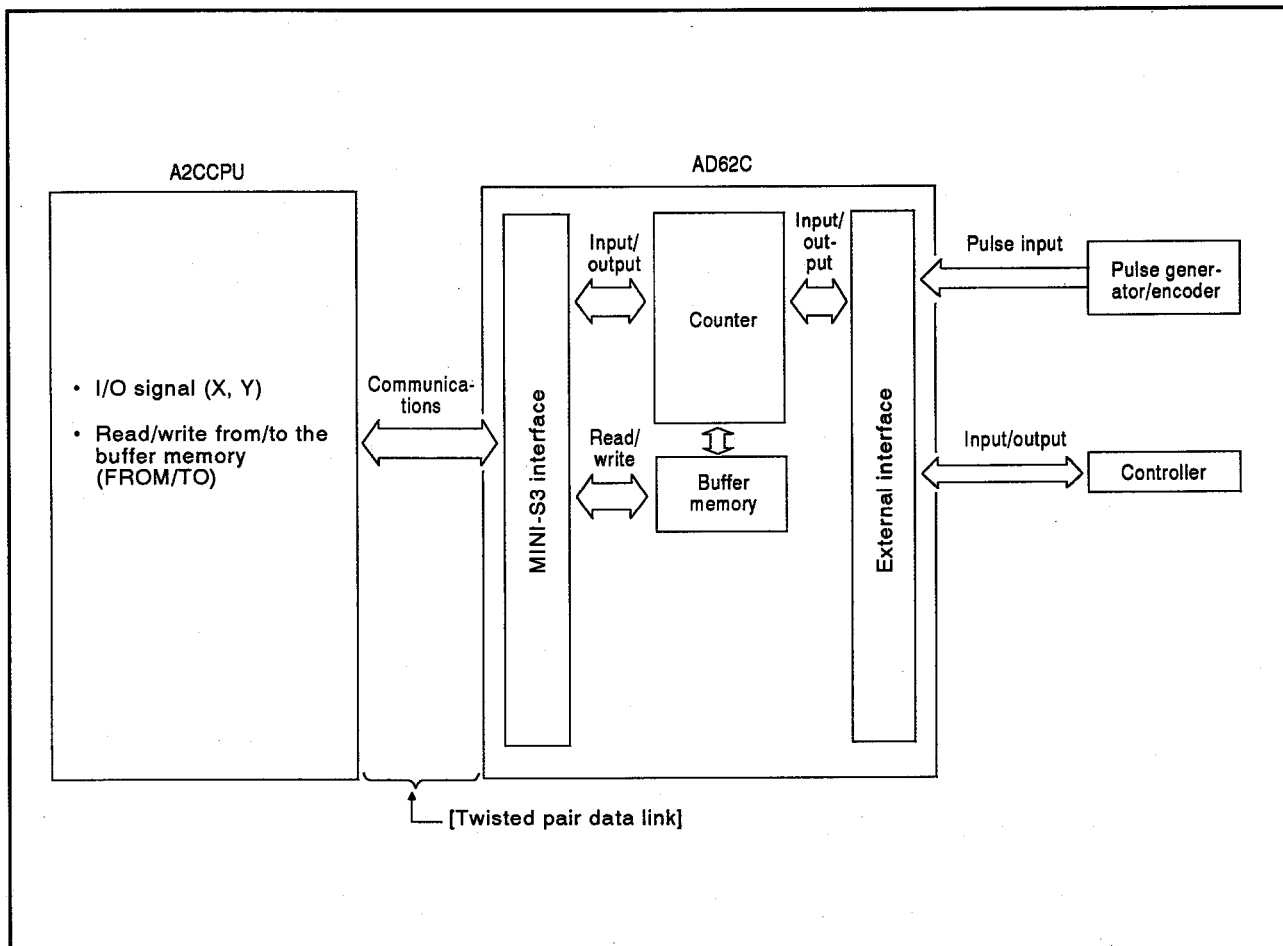 A2CCPU
• I/O signal (X, Y)
• Read/write from/to the
buffer memory
(FROM/TO)
Communica-
tions
[Twisted pair data link]
AD62C
MINI-S3 interface
Input/
output
Counter
Input/
out-
put
Read/
write
Buffer
memory
External interface
Pulse input
Pulse gener-
ator/encoder
Input/output
Controller